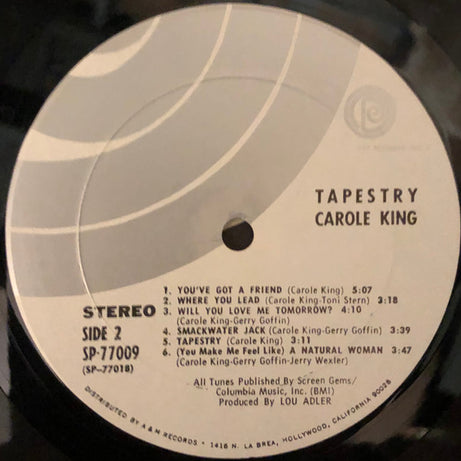 TAPESTRY
CAROLE KING
STEREO
SIDE 2
SP-77009
(SP-77018)
1. YOU'VE GOT A FRIEND (Carole King) 5:07
2. WHERE YOU LEAD (Carole King-Toni Stern) 3:18
3. WILL YOU LOVE ME TOMORROW? 4:10
(Carole King-Gerry Goffin)
4. SMACKWATER JACK (Carole King-Gerry Goffin) 3:39
5. TAPESTRY (Carole King) 3:11
6. (You Make Me Feel Like) A NATURAL WOMAN 3:47
(Carole King-Gerry Goffin-Jerry Wexler)
All Tunes Published By Screen Gems/
Columbia Music, Inc. (BMI)
Produced By LOU ADLER
DISTRIBUTED BY A & M RECORDS • 1416 N. LA BREA, HOLLYWOOD, CALIFORNIA 90028